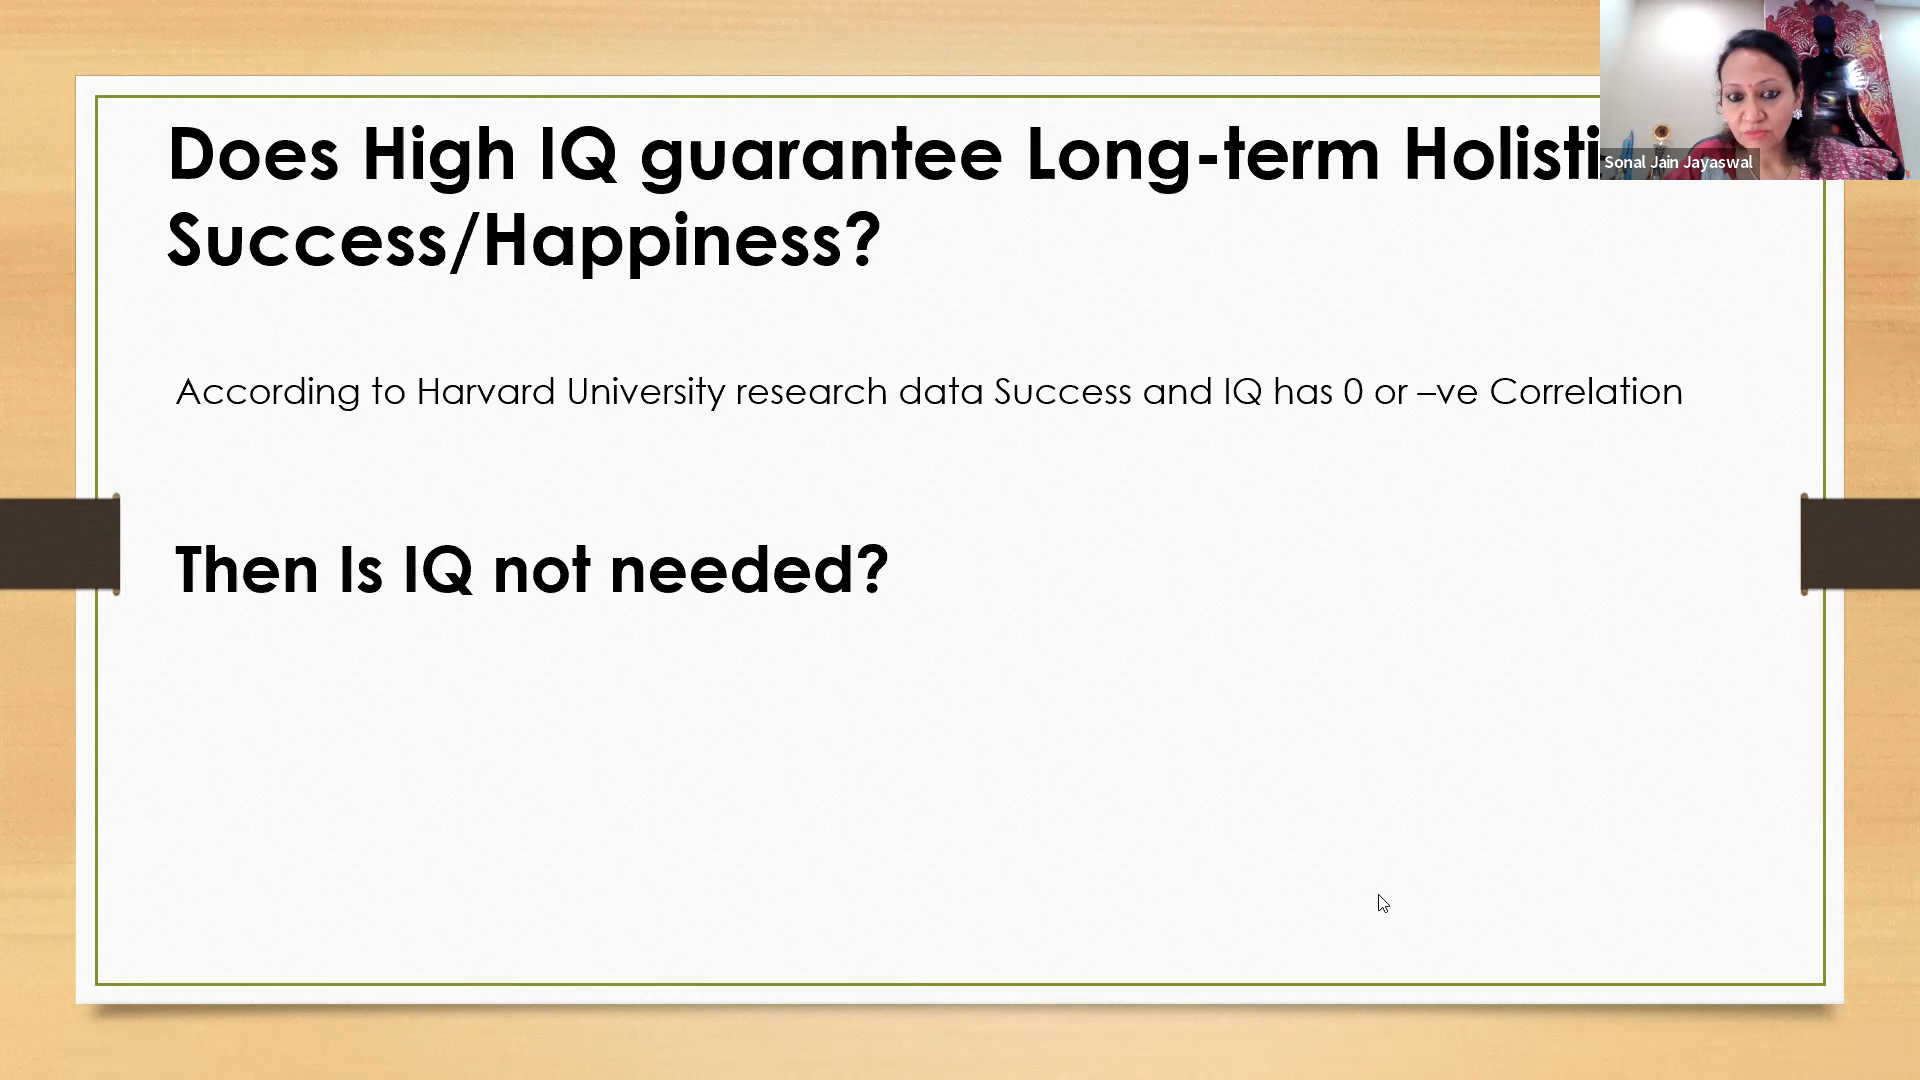 Does High IQ guarantee Long-term Holisti
Success/Happiness?
Sonal Jain Jayaswal
According to Harvard University research data Success and IQ has 0 or –ve Correlation
Then Is IQ not needed?